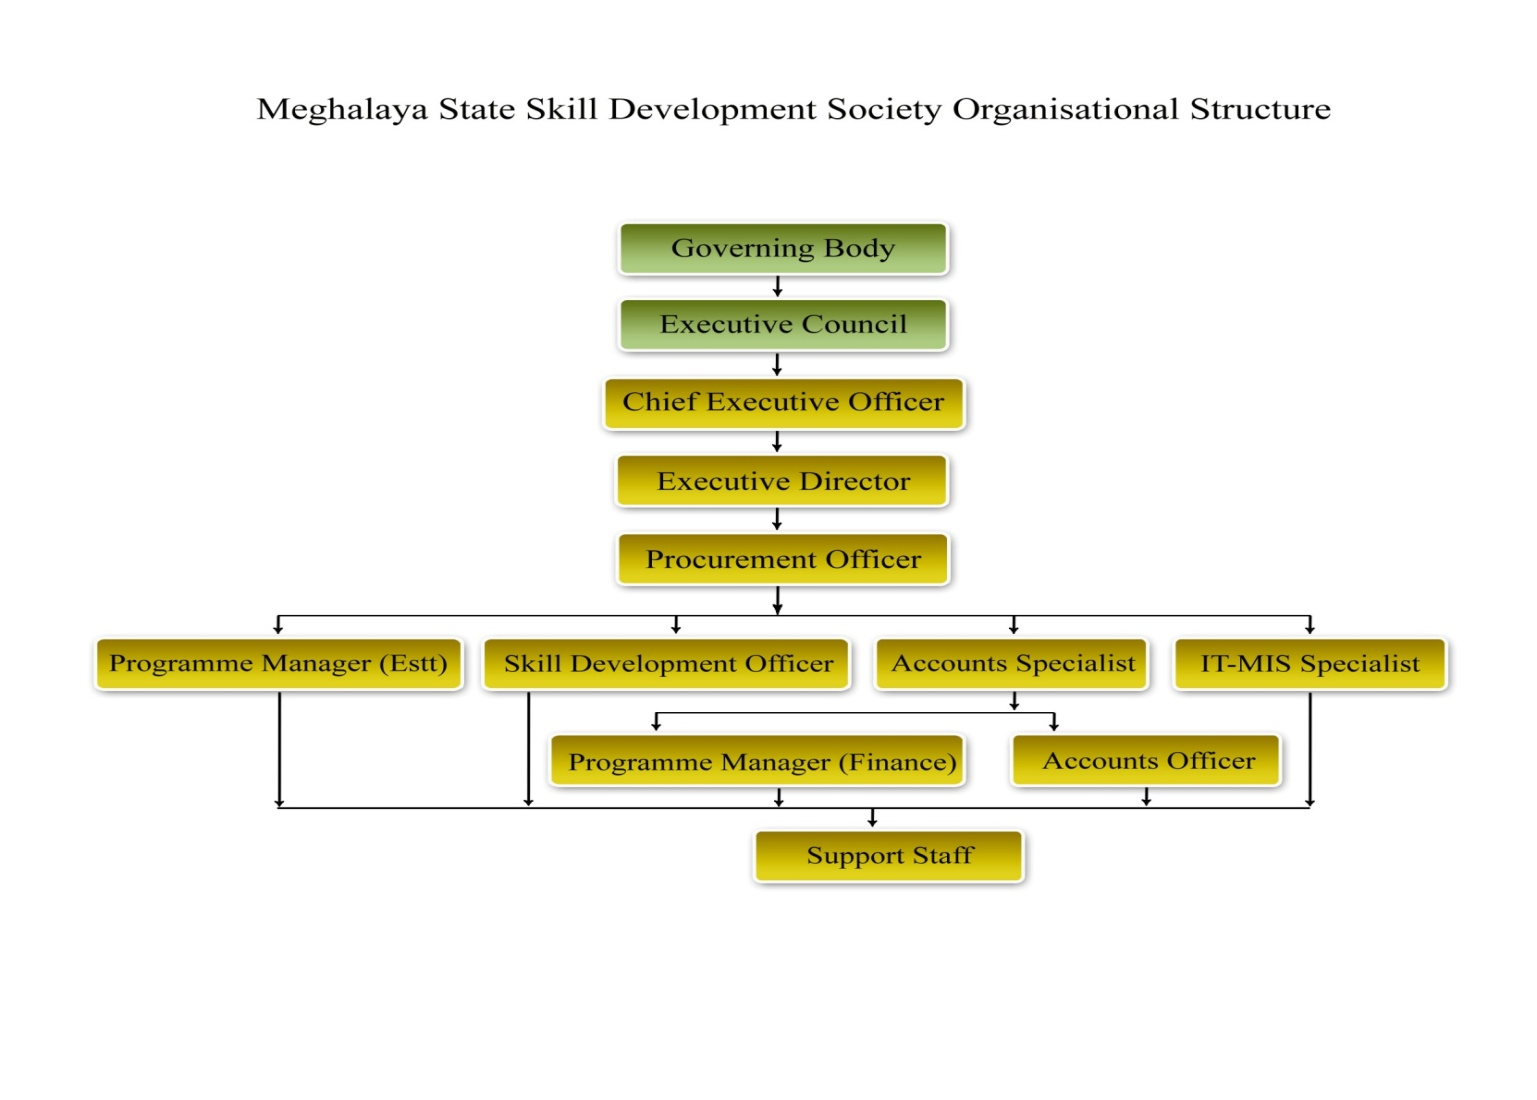 Meghalaya State Skill Development Society Organisational Structure
Governing Body
Executive Council
Chief Executive Officer
Executive Director
Procurement Officer
Programme Manager (Estt)
Skill Development Officer
Accounts Specialist
IT-MIS Specialist
Programme Manager (Finance)
Accounts Officer
Support Staff